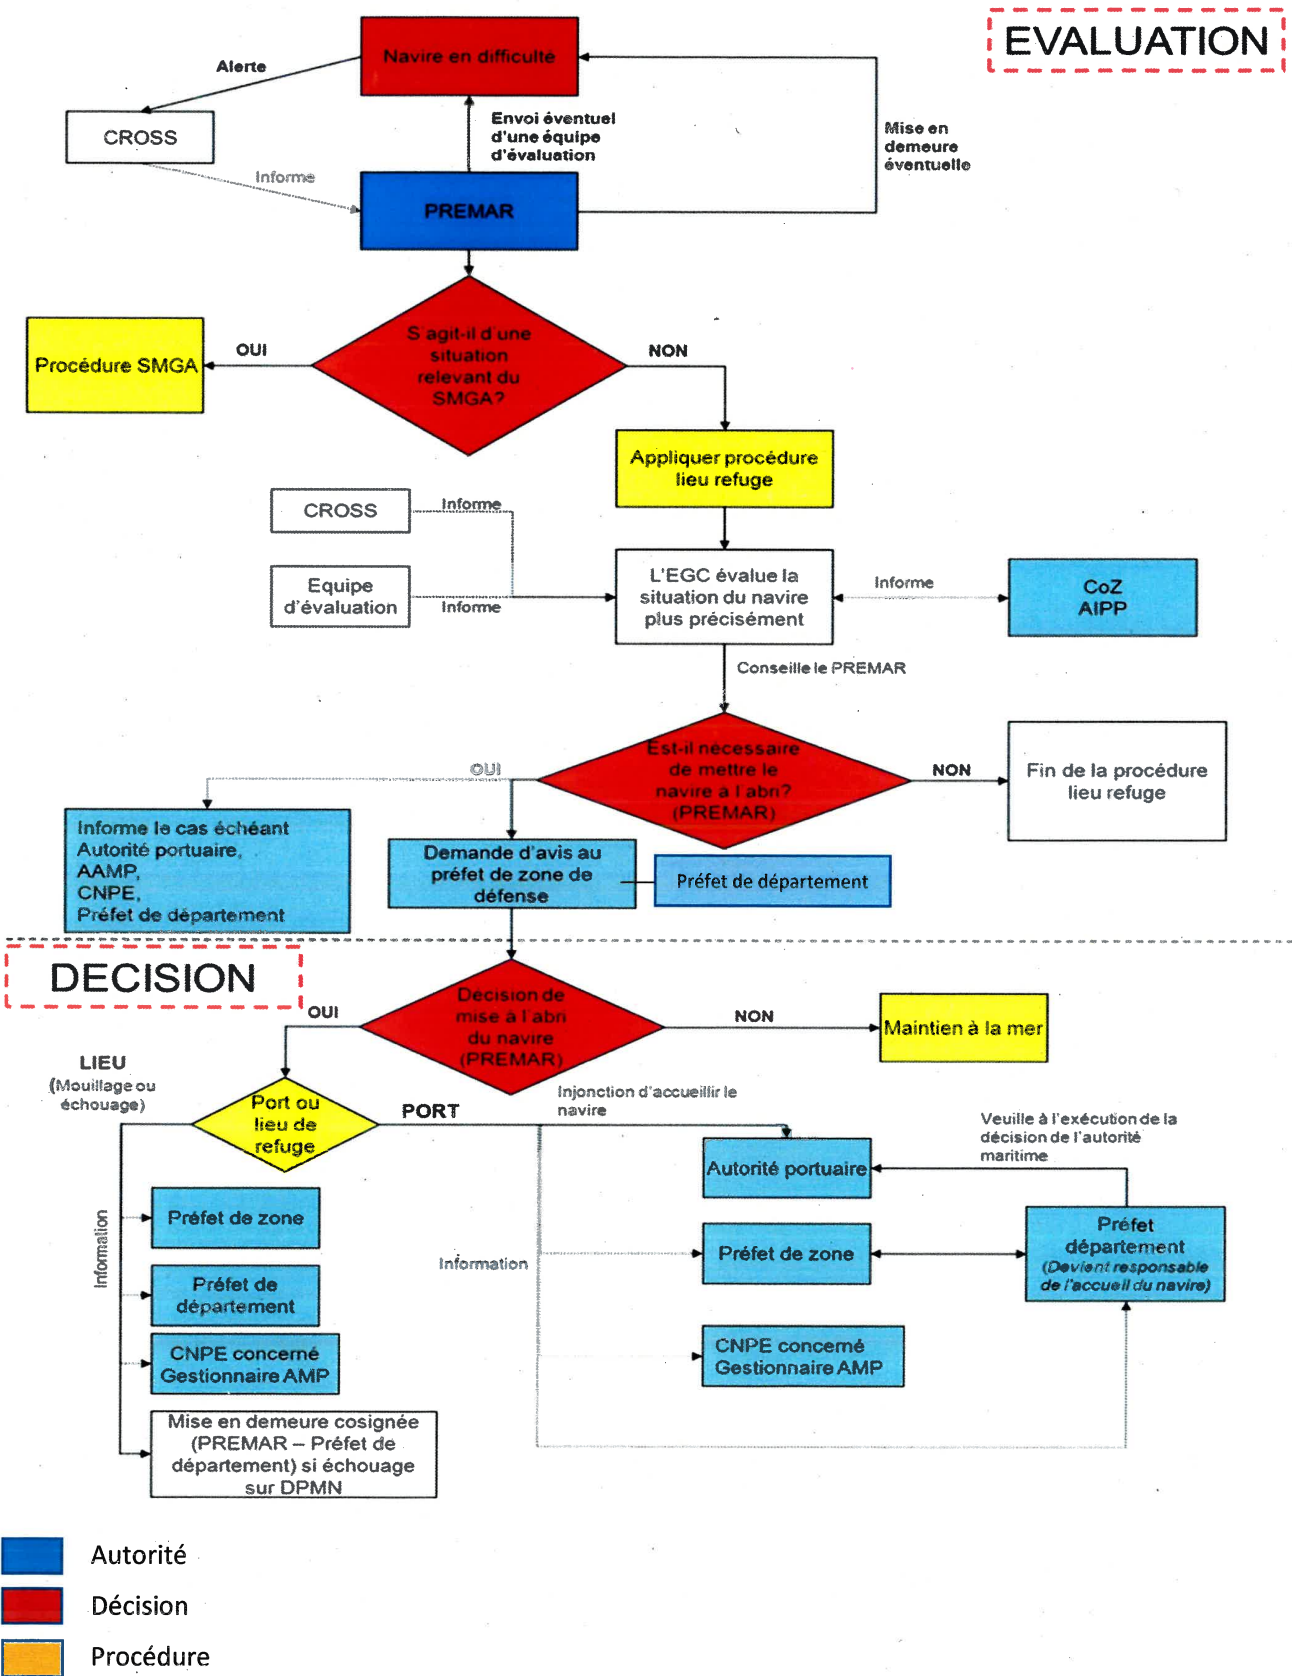 EVALUATION
Navire en difficulté
Alerte
CROSS
Envoi éventuel
d'une équipe
d'évaluation
Mise en
demeure
éventuelle
Informe
PREMAR
S'agit-il d'une
situation
relevant du
SMGA?
OUI
NON
Procédure SMGA
Appliquer procédure
lieu refuge
CROSS
Informe
Equipe
d'évaluation
Informe
L'EGC évalue la
situation du navire
plus précisément
Informe
CoZ
AIPP
Conseille le PREMAR
Est-il nécessaire
de mettre le
navire à l'abri?
(PREMAR)
OUI
NON
Fin de la procédure
lieu refuge
Informe le cas échéant
Autorité portuaire,
AAMP,
CNPE,
Préfet de département
Demande d'avis au
préfet de zone de
défense
Préfet de département
DECISION
Décision de
mise à l'abri
du navire
(PREMAR)
OUI
NON
Maintien à la mer
LIEU
(Mouillage ou
échouage)
Port ou
lieu de
refuge
PORT
Injonction d'accueillir le
navire
Veuille à l'exécution de la
décision de l'autorité
maritime
Autorité portuaire
Information
Préfet de zone
Préfet de
département
CNPE concerné
Gestionnaire AMP
Mise en demeure cosignée
(PREMAR – Préfet de
département) si échouage
sur DPMN
Information
Préfet de zone
Préfet
département
(Devient responsable
de l'accueil du navire)
CNPE concerné
Gestionnaire AMP
Autorité
Décision
Procédure